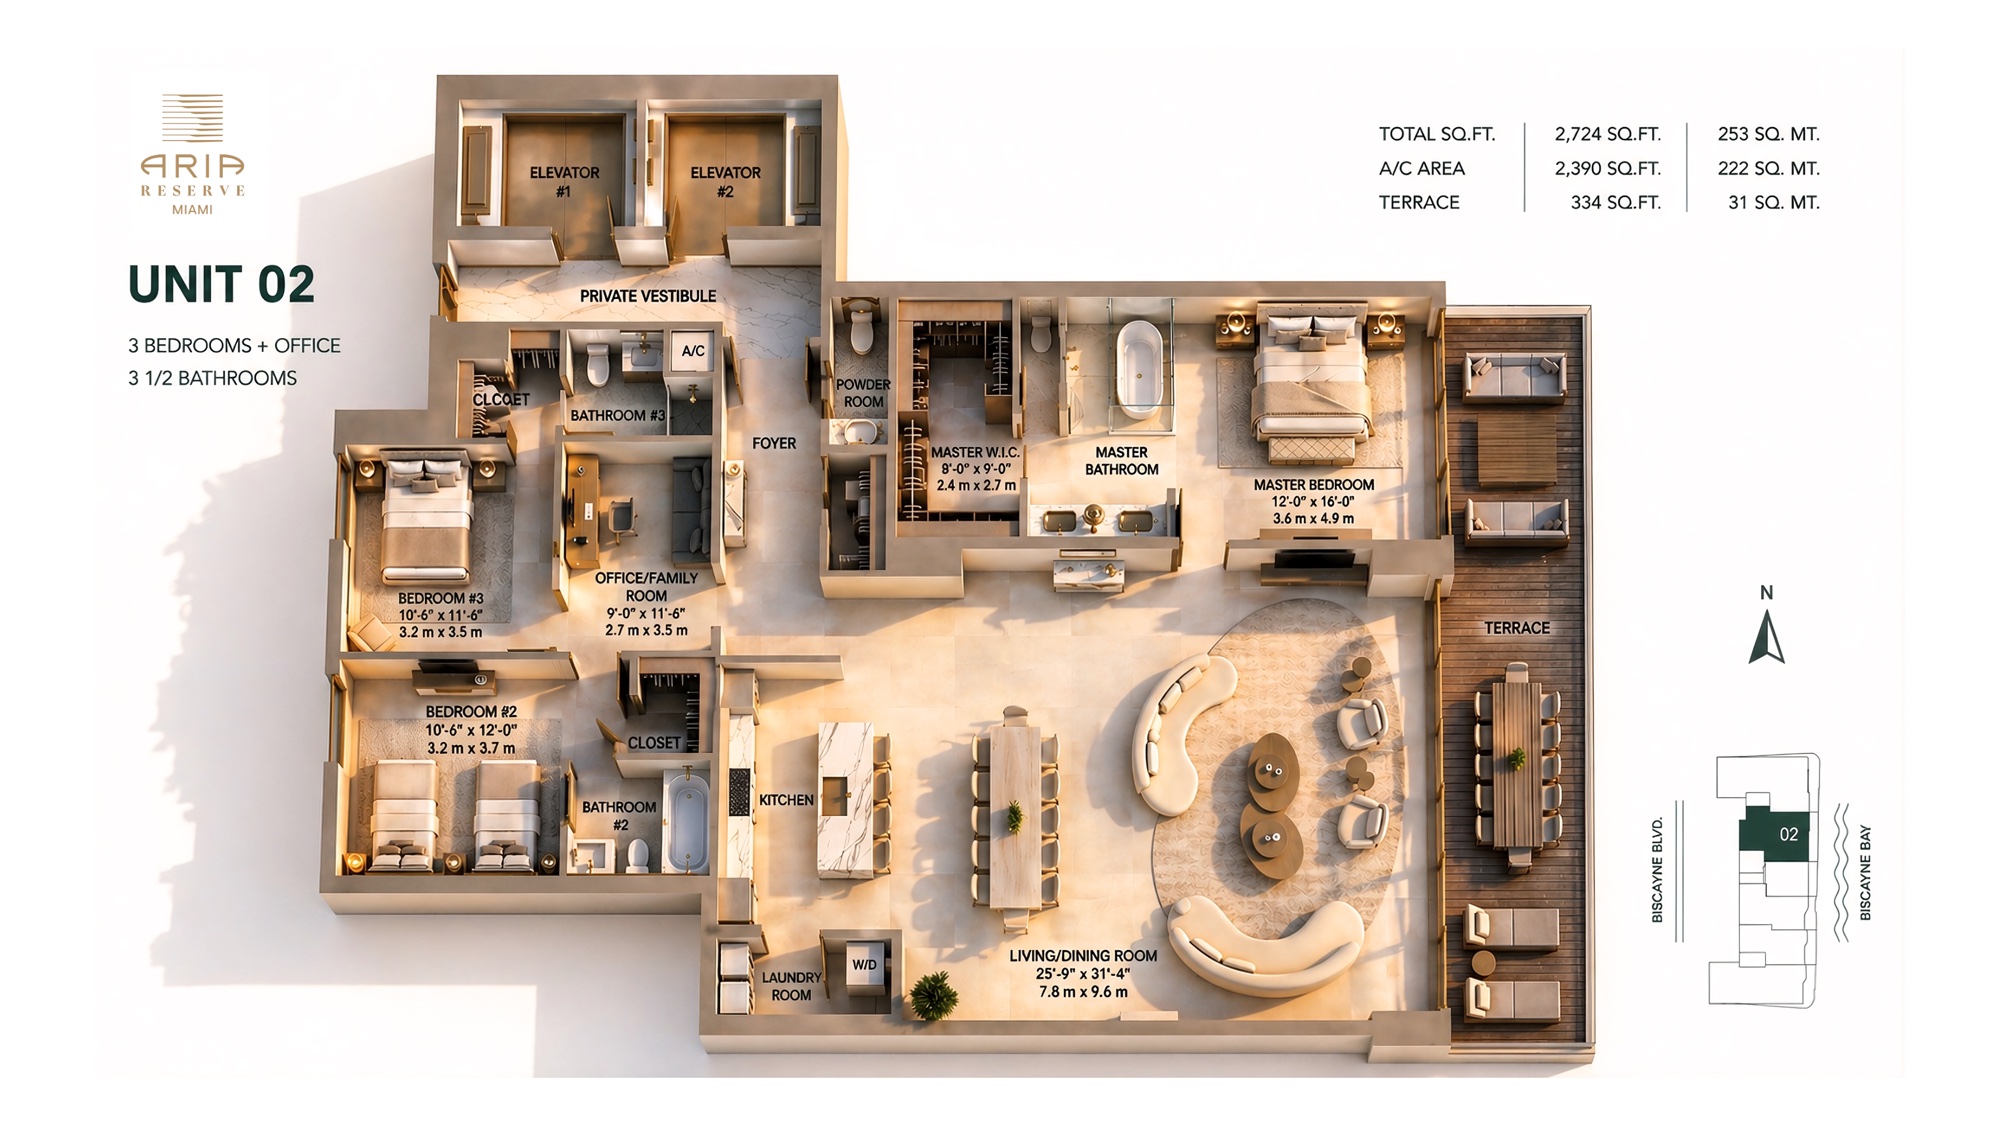 ARIA
RESERVE
MIAMI
UNIT 02
3 BEDROOMS + OFFICE
3 1/2 BATHROOMS
TOTAL SQ.FT. 2,724 SQ.FT. 253 SQ. MT.
A/C AREA 2,390 SQ.FT. 222 SQ. MT.
TERRACE 334 SQ.FT. 31 SQ. MT.
ELEVATOR
#1
ELEVATOR
#2
PRIVATE VESTIBULE
A/C
CLOSET
BATHROOM #3
POWDER
ROOM
FOYER
MASTER W.I.C.
8'-0" x 9'-0"
2.4 m x 2.7 m
MASTER
BATHROOM
MASTER BEDROOM
12'-0" x 16'-0"
3.6 m x 4.9 m
OFFICE/FAMILY
ROOM
9'-0" x 11'-6"
2.7 m x 3.5 m
BEDROOM #3
10'-6" x 11'-6"
3.2 m x 3.5 m
TERRACE
BEDROOM #2
10'-6" x 12'-0"
3.2 m x 3.7 m
CLOSET
BATHROOM
#2
KITCHEN
LAUNDRY
ROOM
W/D
LIVING/DINING ROOM
25'-9" x 31'-4"
7.8 m x 9.6 m
N
BISCAYNE BLVD.
02
BISCAYNE BAY